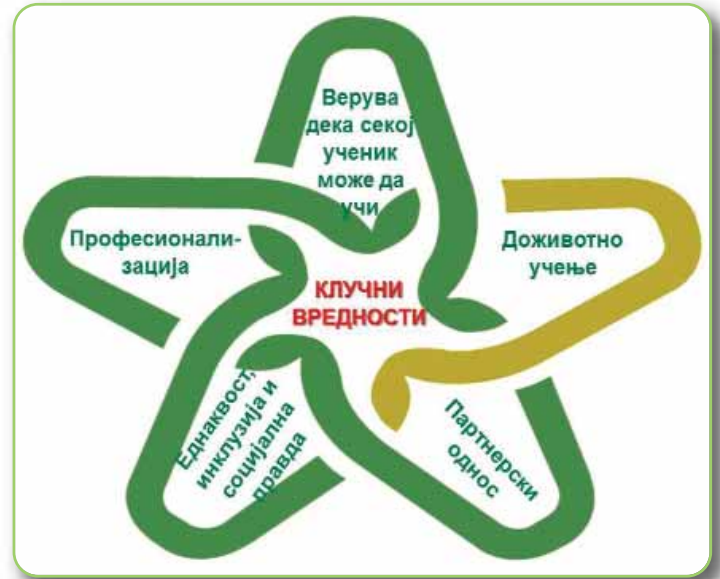 Верува
дека секој
ученик
може да
учи
Професионали-
зација
Доживотно
учење
КЛУЧНИ
ВРЕДНОСТИ
Еднаквост,
инклузија и
социјална
правда
Партнерски
однос